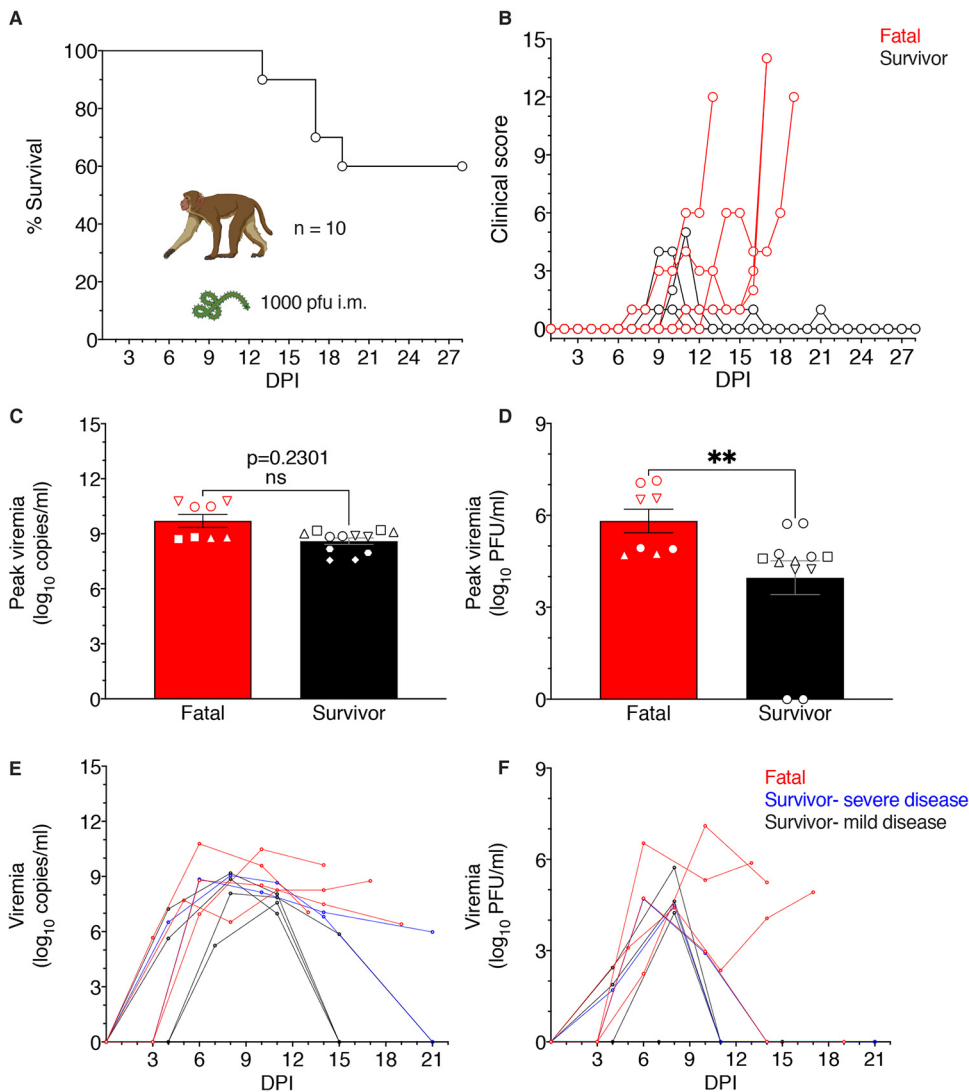 A
B
15
Fatal
Survivor
100
12
80
% Survival
Clinical score
9
60
40
n = 10
6
20
1000 pfu i.m.
3
0
0
3 6 9 12 15 18 21 24 27
DPI
3 6 9 12 15 18 21 24 27
DPI
C
15
12
9
6
3
0
Peak viremia
(log10 copies/ml)
p=0.2301
ns
Fatal
Survivor
D
9
6
3
0
Peak viremia
(log10 PFU/ml)
**
Fatal
Survivor
E
15
12
9
6
3
0
Viremia
(log10 copies/ml)
3 6 9 12 15 18 21
DPI
F
9
6
3
0
Viremia
(log10 PFU/ml)
Fatal
Survivor- severe disease
Survivor- mild disease
3 6 9 12 15 18 21
DPI